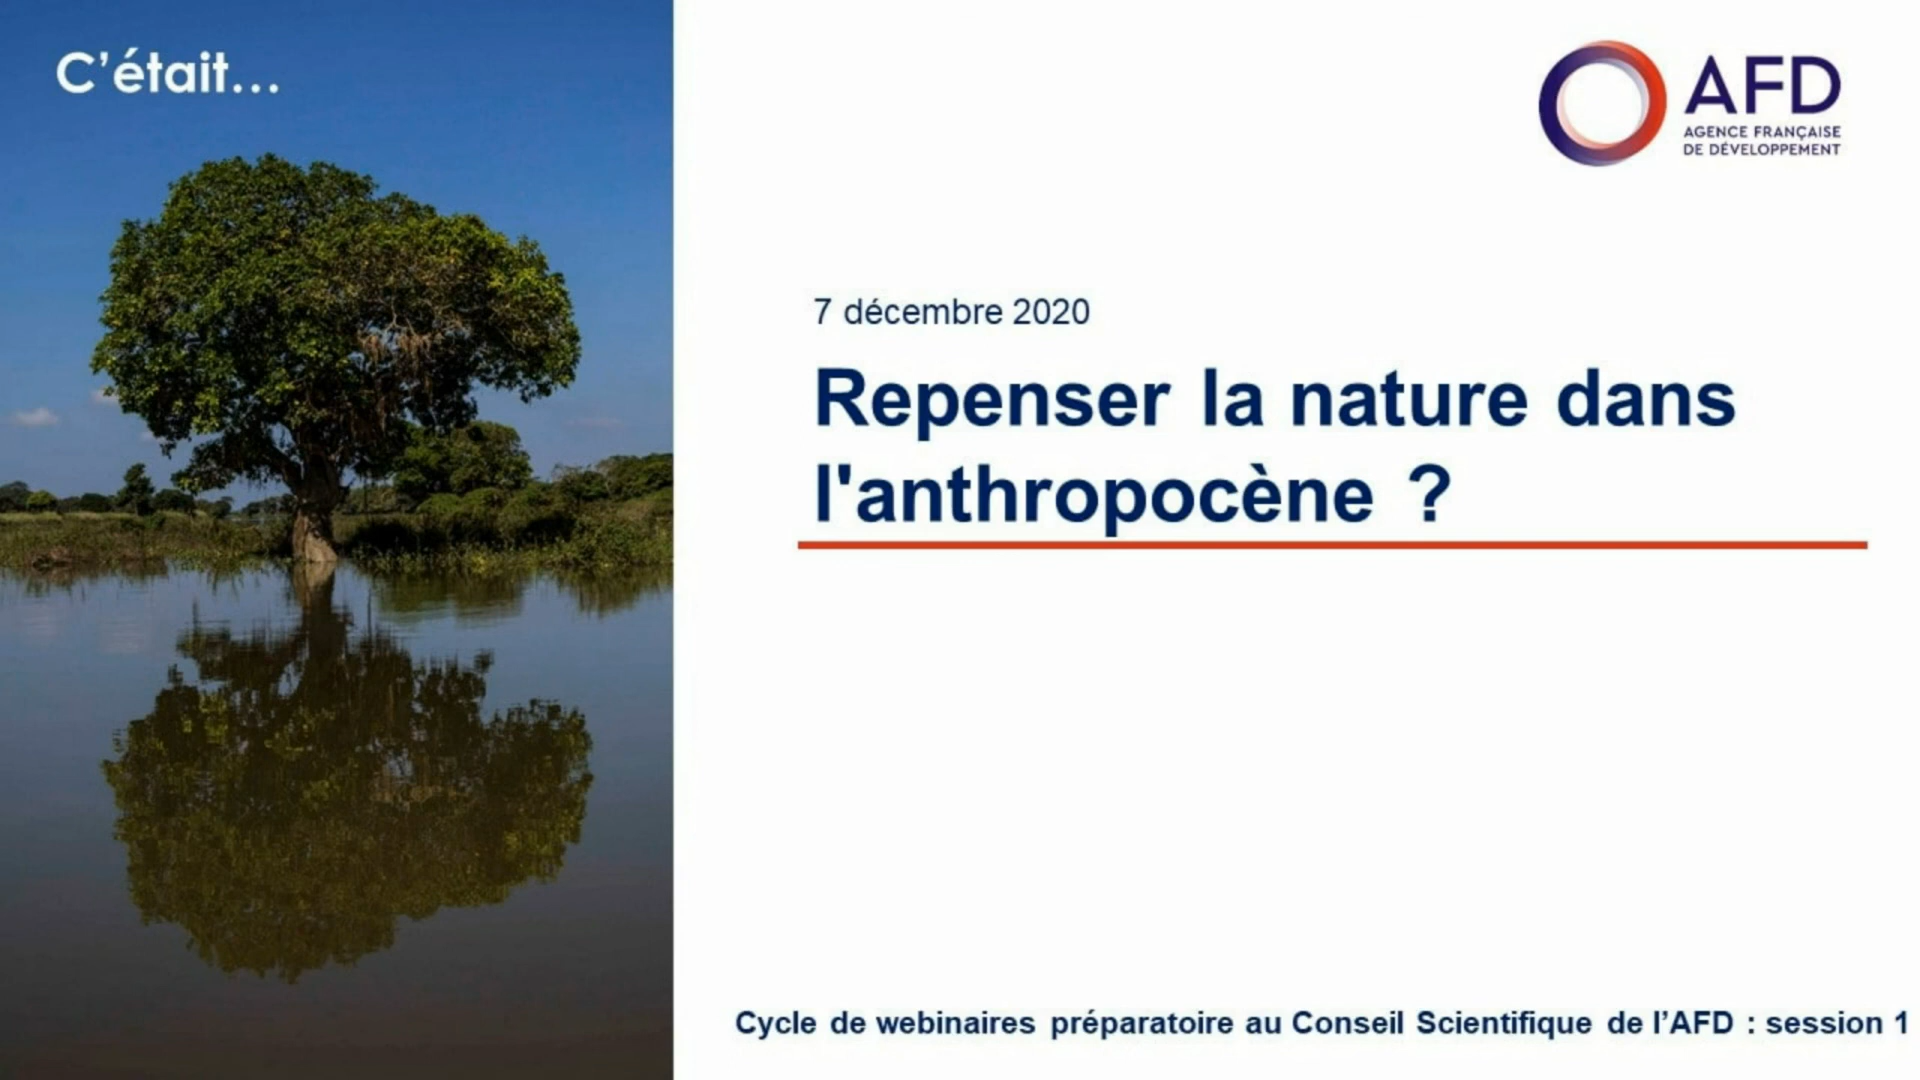 C'était...
AFD
AGENCE FRANÇAISE
DE DÉVELOPPEMENT
7 décembre 2020
Repenser la nature dans
l'anthropocène ?
Cycle de webinaires préparatoire au Conseil Scientifique de l'AFD : session 1